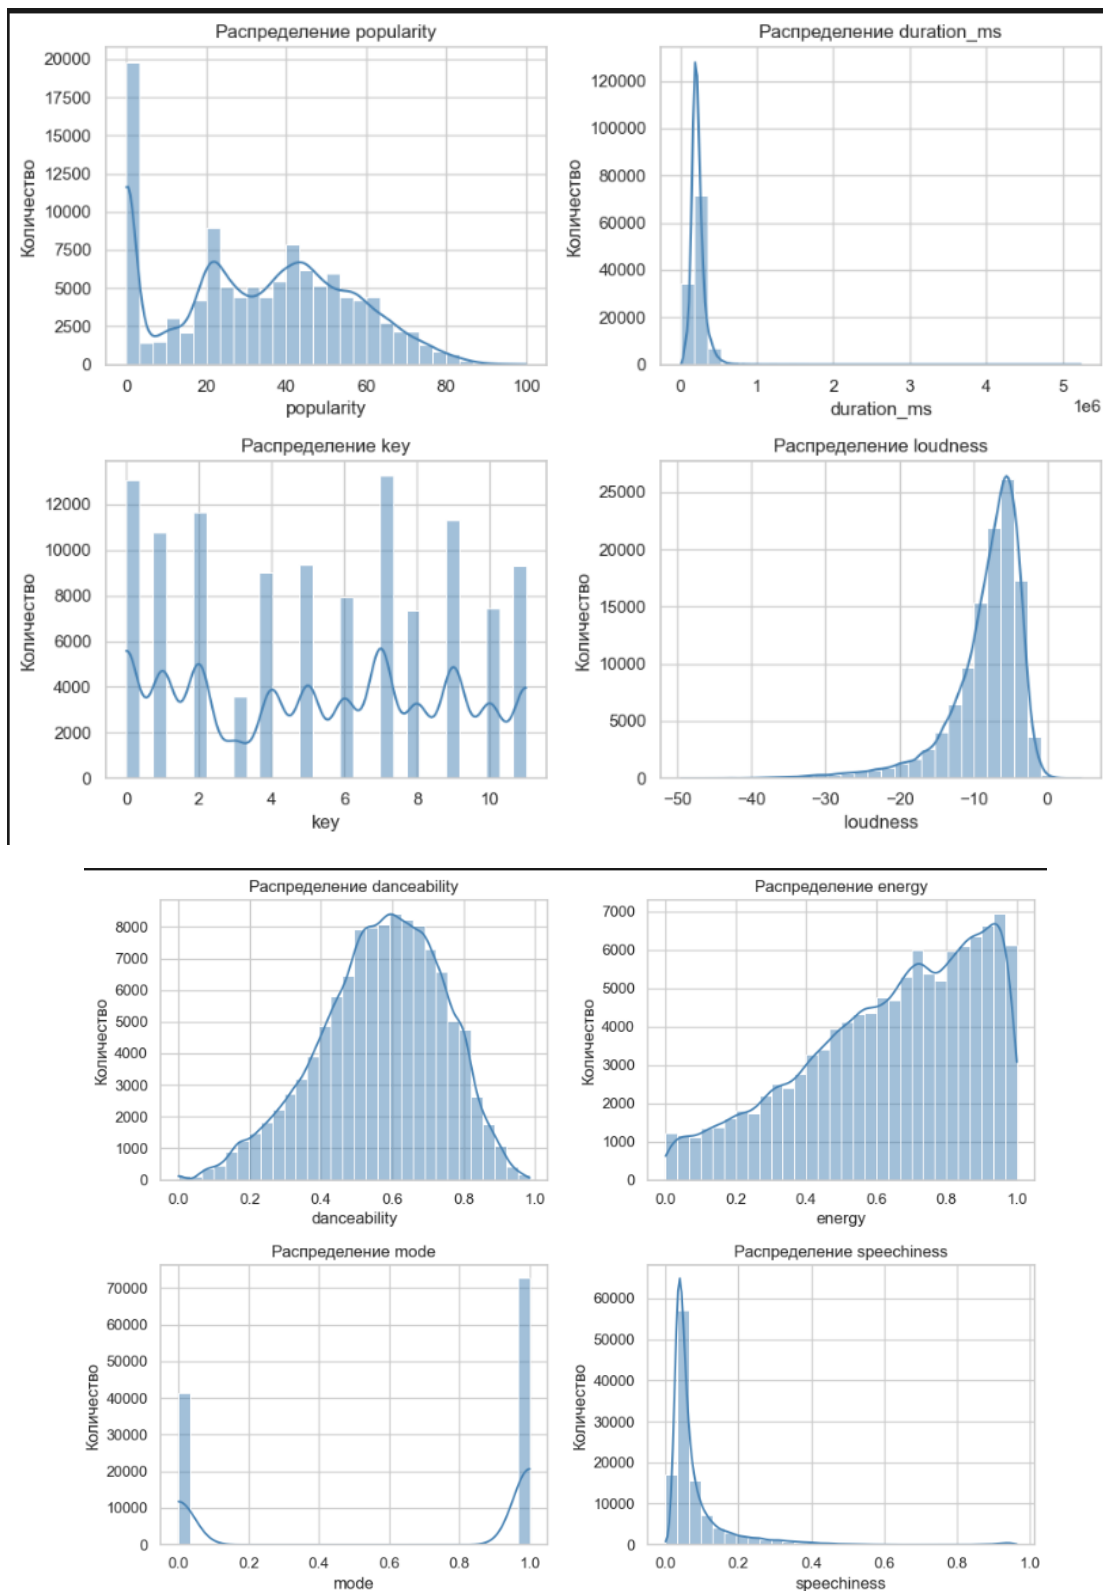 Распределение popularity
Количество
20000
17500
15000
12500
10000
7500
5000
2500
0
0 20 40 60 80 100
popularity
Распределение duration_ms
Количество
120000
100000
80000
60000
40000
20000
0
0 1 2 3 4 5
1e6
duration_ms
Распределение key
Количество
12000
10000
8000
6000
4000
2000
0
0 2 4 6 8 10
key
Распределение loudness
Количество
25000
20000
15000
10000
5000
0
−50 −40 −30 −20 −10 0
loudness
Распределение danceability
Количество
8000
7000
6000
5000
4000
3000
2000
1000
0
0.0 0.2 0.4 0.6 0.8 1.0
danceability
Распределение energy
Количество
7000
6000
5000
4000
3000
2000
1000
0
0.0 0.2 0.4 0.6 0.8 1.0
energy
Распределение mode
Количество
70000
60000
50000
40000
30000
20000
10000
0
0.0 0.2 0.4 0.6 0.8 1.0
mode
Распределение speechiness
Количество
60000
50000
40000
30000
20000
10000
0
0.0 0.2 0.4 0.6 0.8 1.0
speechiness